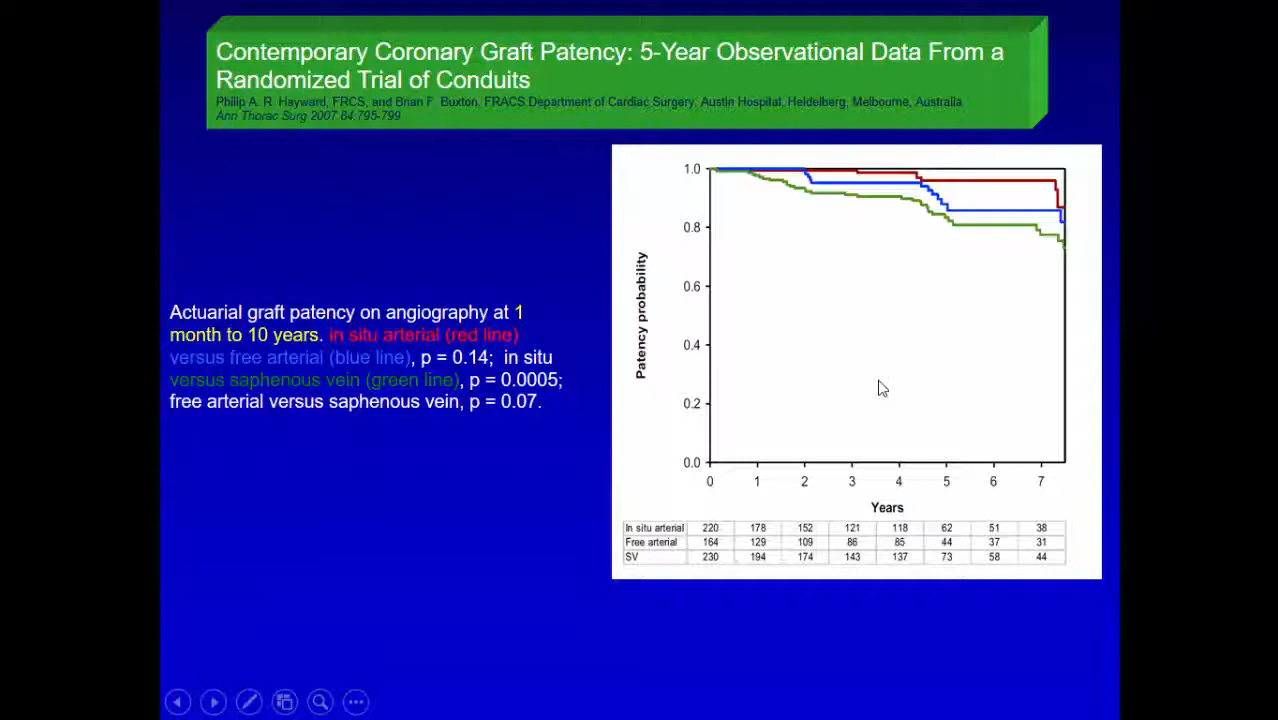 Contemporary Coronary Graft Patency: 5-Year Observational Data From a
Randomized Trial of Conduits
Philip A. R. Hayward, FRCS, and Brian F. Buxton, FRACS Department of Cardiac Surgery, Austin Hospital, Heidelberg, Melbourne, Australia
Ann Thorac Surg 2007 84:795-799
Actuarial graft patency on angiography at 1
month to 10 years. in situ arterial (red line)
versus free arterial (blue line), p = 0.14; in situ
versus saphenous vein (green line), p = 0.0005;
free arterial versus saphenous vein, p = 0.07.
1.0
0.8
0.6
0.4
0.2
0.0
Patency probability
0 1 2 3 4 5 6 7
Years
In situ arterial 220 178 152 121 118 62 51 38
Free arterial 164 129 109 86 85 44 37 31
SV 230 194 174 143 137 73 58 44